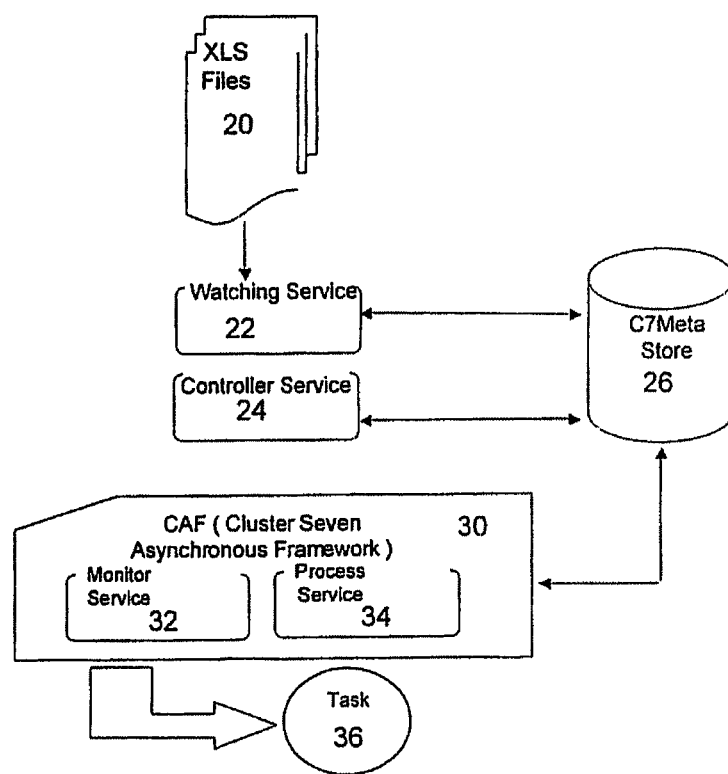 XLS
Files
20
Watching Service
22
Controller Service
24
C7Meta
Store
26
CAF ( Cluster Seven
Asynchronous Framework )
30
Monitor
Service
32
Process
Service
34
Task
36